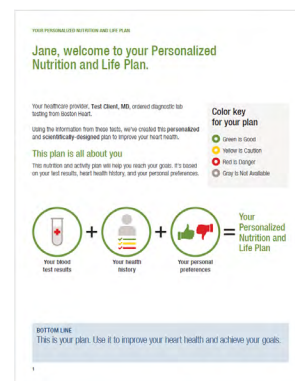 YOUR PERSONALIZED NUTRITION AND LIFE PLAN
Jane, welcome to your Personalized
Nutrition and Life Plan.
Your healthcare provider, Test Client, MD, ordered diagnostic lab
testing from Boston Heart.
Using the information from these tests, we've created this personalized
and scientifically-designed plan to improve your heart health.
This plan is all about you
This nutrition and activity plan will help you reach your goals. It's based
on your test results, heart health history, and your personal preferences.
Color key
for your plan
Green is Good
Yellow is Caution
Red is Danger
Gray is Not Available
+
+
=
Your
Personalized
Nutrition and
Life Plan
Your blood
test results
Your health
history
Your personal
preferences
BOTTOM LINE
This is your plan. Use it to improve your heart health and achieve your goals.